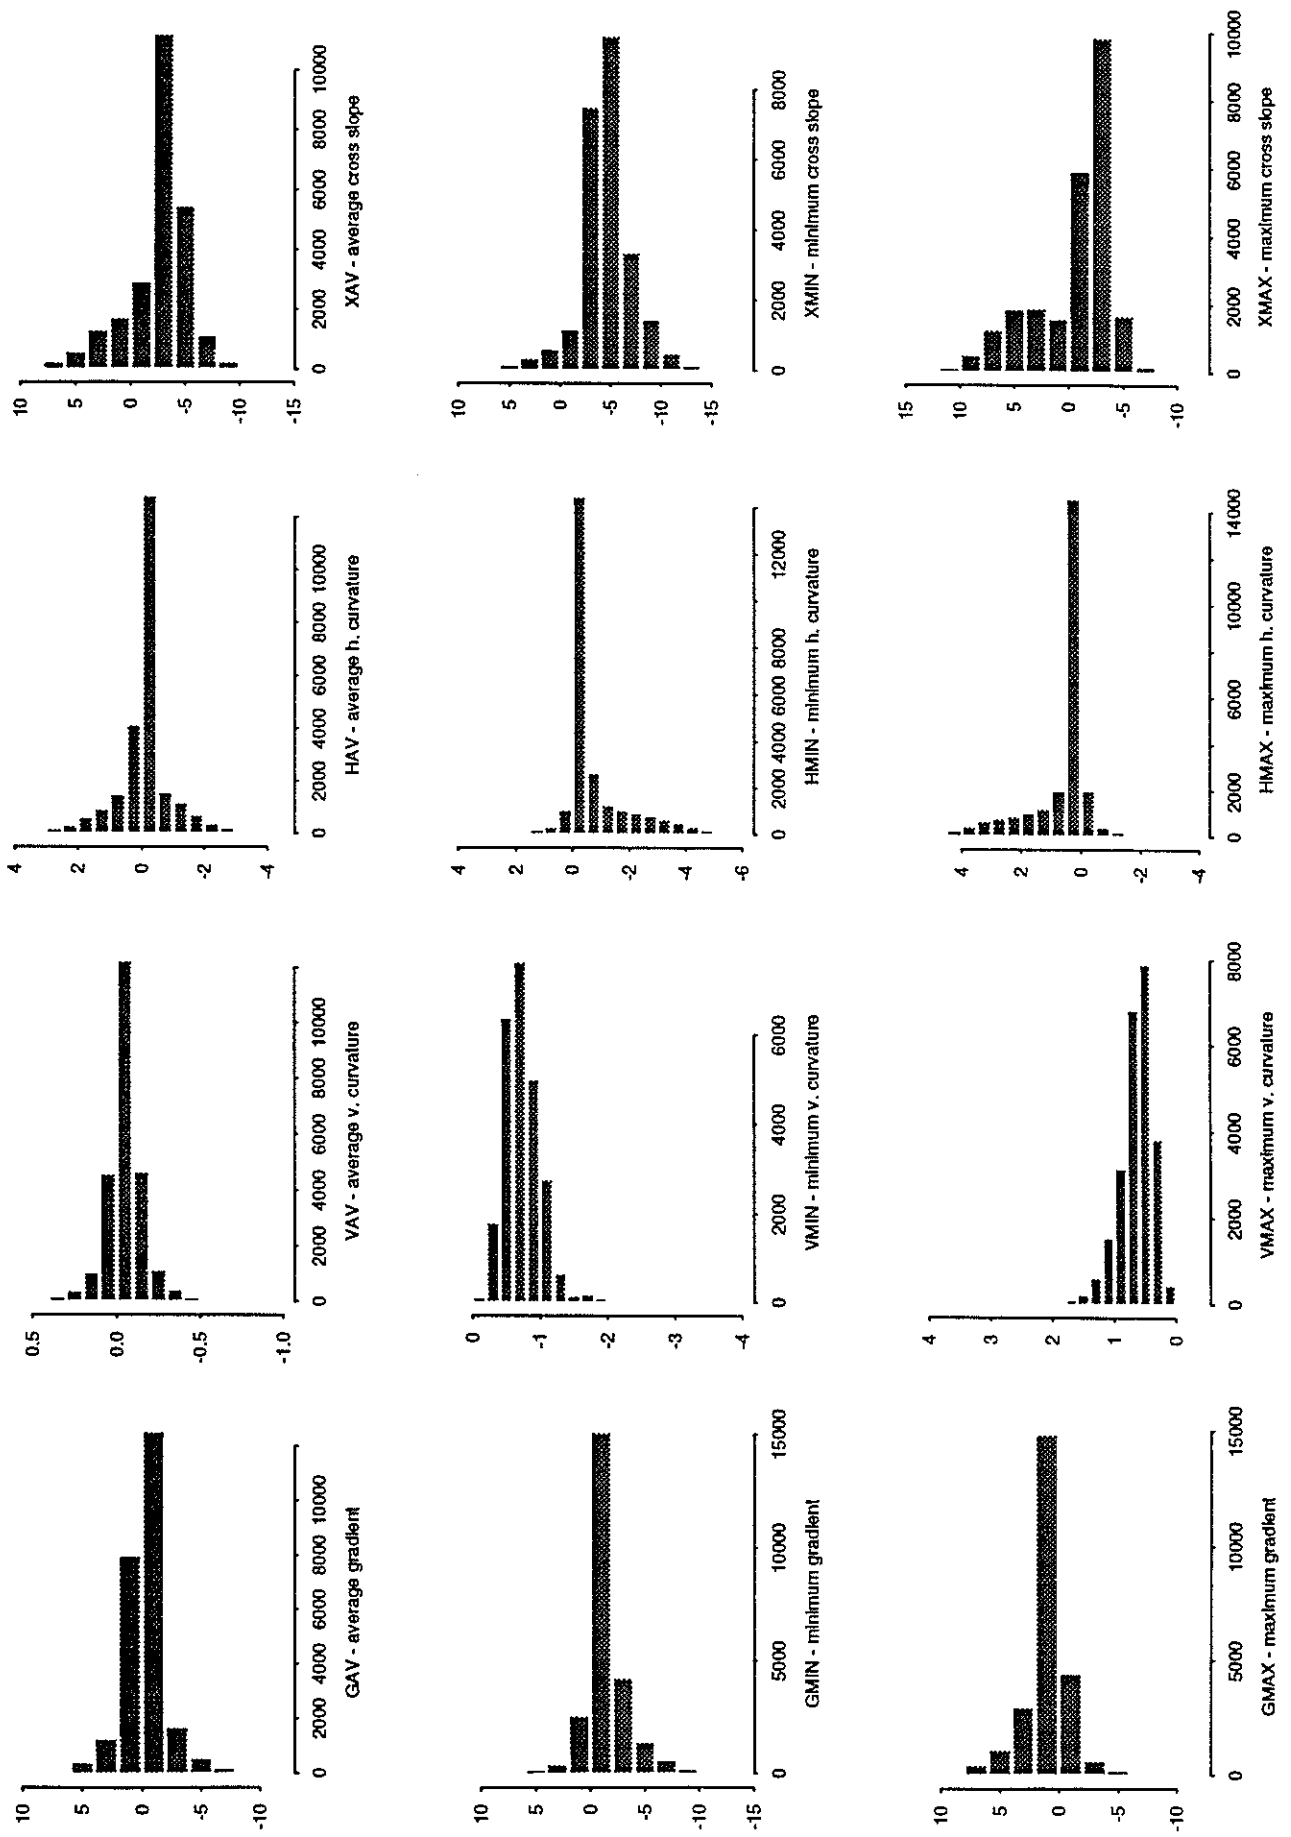 10
5
0
-5
-10
0 2000 4000 6000 8000 10000
GAV - average gradient
0.5
0.0
-0.5
-1.0
0 2000 4000 6000 8000 10000
VAV - average v. curvature
4
2
0
-2
-4
0 2000 4000 6000 8000 10000
HAV - average h. curvature
10
5
0
-5
-10
-15
0 2000 4000 6000 8000 10000
XAV - average cross slope
10
5
0
-5
-10
-15
0 5000 10000 15000
GMIN - minimum gradient
0
-1
-2
-3
-4
0 2000 4000 6000
VMIN - minimum v. curvature
4
2
0
-2
-4
-6
0 2000 4000 6000 8000 12000
HMIN - minimum h. curvature
10
5
0
-5
-10
-15
0 2000 4000 6000 8000
XMIN - minimum cross slope
10
5
0
-5
-10
0 5000 10000 15000
GMAX - maximum gradient
4
3
2
1
0
0 2000 4000 6000 8000
VMAX - maximum v. curvature
4
2
0
-2
-4
0 2000 6000 10000 14000
HMAX - maximum h. curvature
15
10
5
0
-5
-10
0 2000 4000 6000 8000 10000
XMAX - maximum cross slope